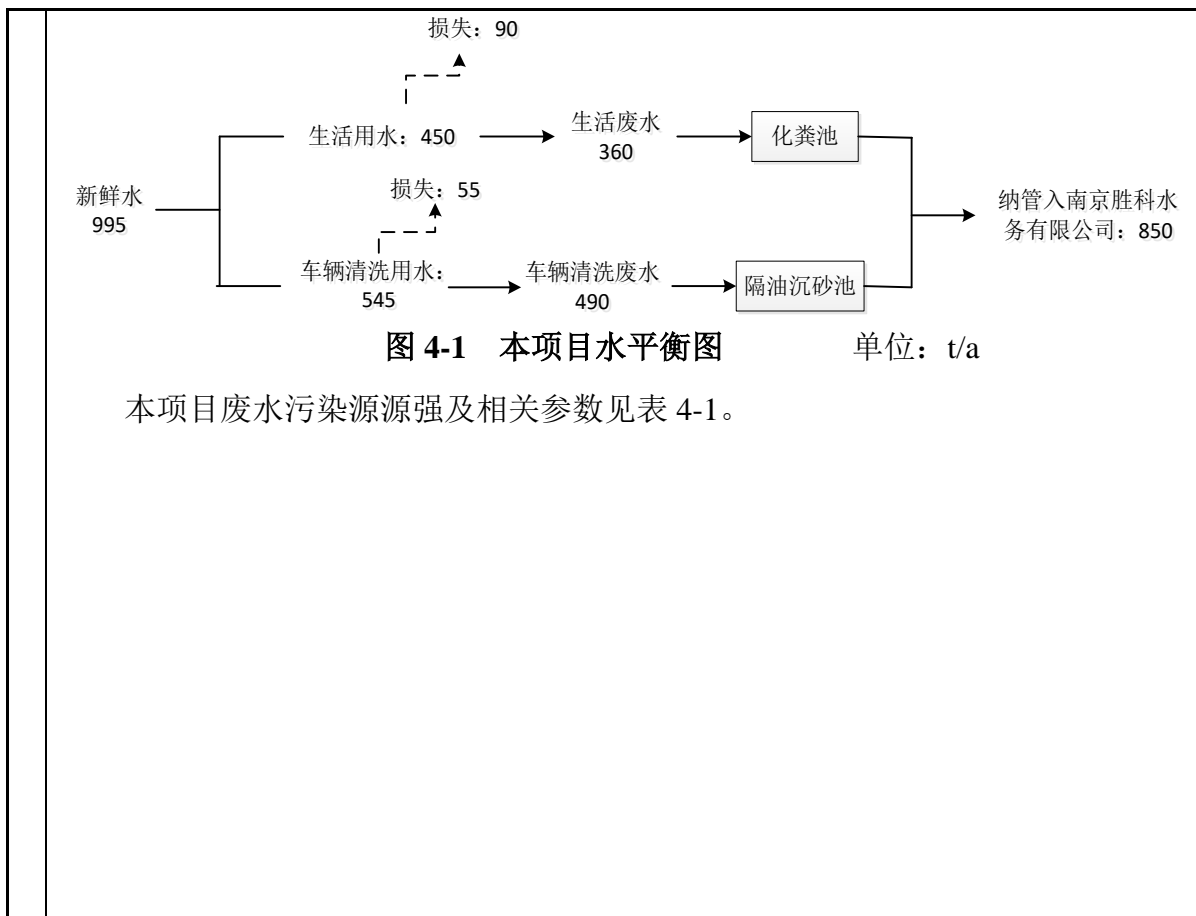 损失：90
生活用水：450
生活废水
360
化粪池
新鲜水
995
损失：55
纳管入南京胜科水
务有限公司：850
车辆清洗用水：
545
车辆清洗废水
490
隔油沉砂池
图 4-1 本项目水平衡图 单位：t/a
本项目废水污染源源强及相关参数见表 4-1。